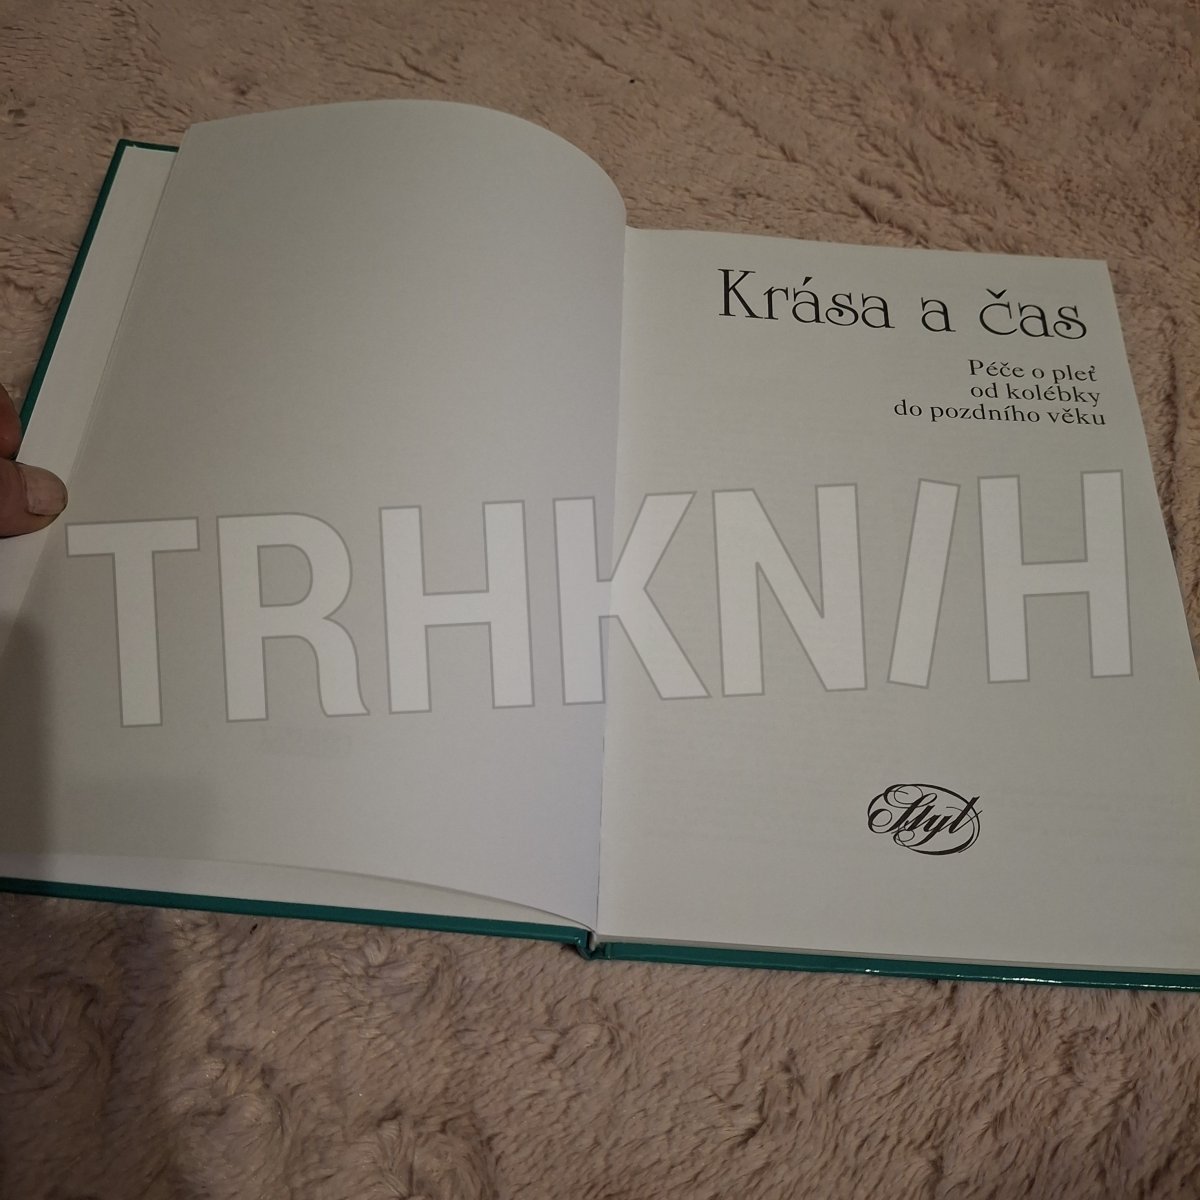 Krása a čas
Péče o pleť
od kolébky
do pozdního věku
TRHKNIH
Styl